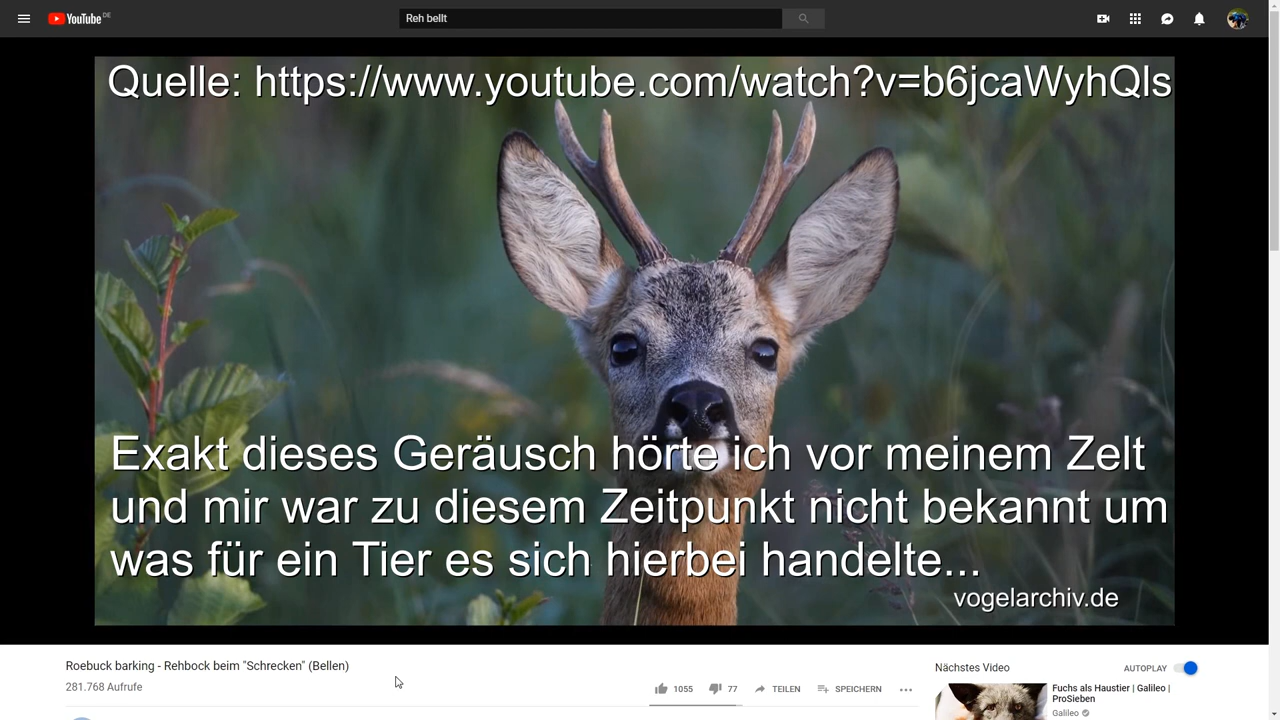 YouTube DE
Reh bellt
Quelle: https://www.youtube.com/watch?v=b6jcaWyhQls
Exakt dieses Geräusch hörte ich vor meinem Zelt
und mir war zu diesem Zeitpunkt nicht bekannt um
was für ein Tier es sich hierbei handelte...
vogelarchiv.de
Roebuck barking - Rehbock beim "Schrecken" (Bellen)
281.768 Aufrufe
1055
77
TEILEN
SPEICHERN
Nächstes Video
AUTOPLAY
Fuchs als Haustier | Galileo |
ProSieben
Galileo